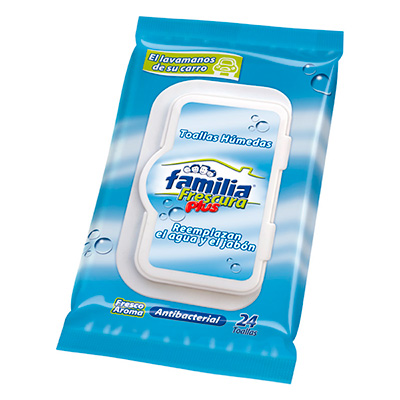 El lavamanos
de su carro
Toallas Húmedas
familia
Frescura
plus
Reemplazan
el agua y el jabón
Fresco
Aroma
Antibacterial
24
Toallas